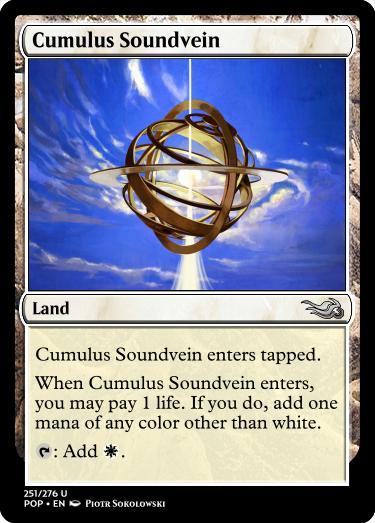 Cumulus Soundvein
Land
Cumulus Soundvein enters tapped.
When Cumulus Soundvein enters,
you may pay 1 life. If you do, add one
mana of any color other than white.
: Add .
251/276 U
POP • EN Piotr Sokolowski